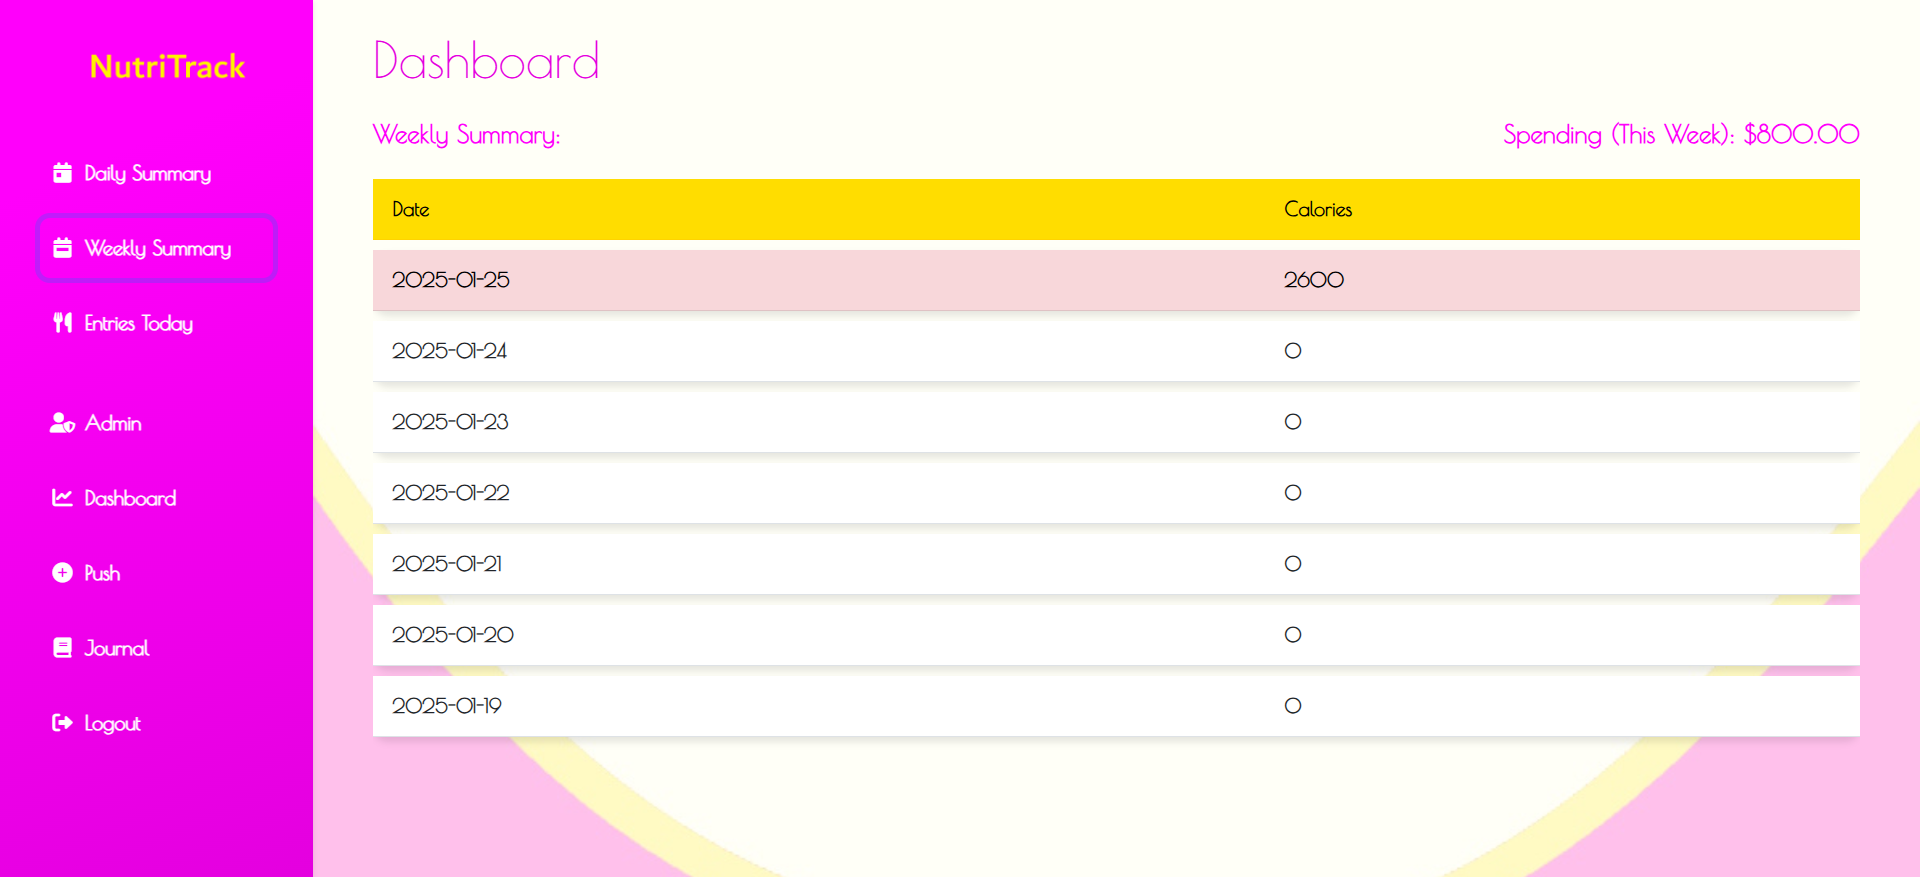 NutriTrack
Daily Summary
Weekly Summary
Entries Today
Admin
Dashboard
Push
Journal
Logout
Dashboard
Weekly Summary: Spending (This Week): $800.00
Date Calories
2025-01-25 2600
2025-01-24 0
2025-01-23 0
2025-01-22 0
2025-01-21 0
2025-01-20 0
2025-01-19 0